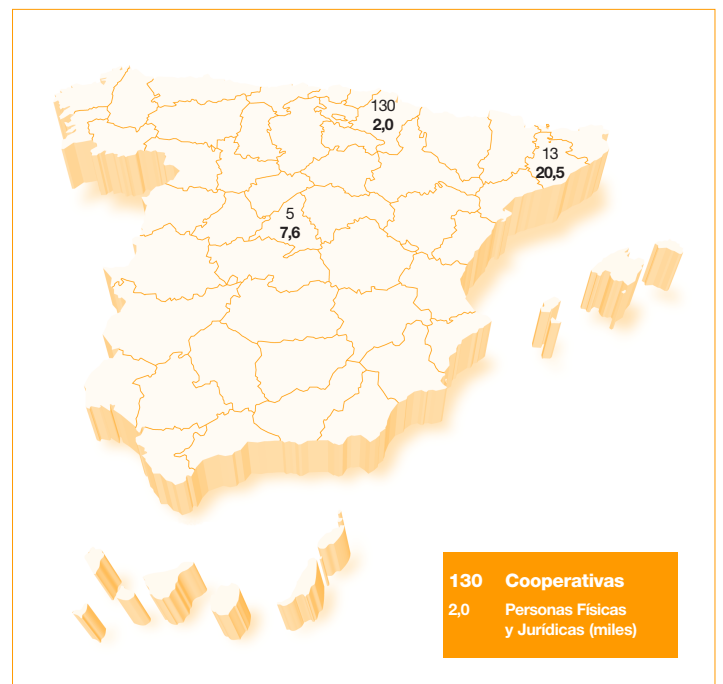 130
2,0
13
20,5
5
7,6
130 Cooperativas
2,0 Personas Físicas
y Jurídicas (miles)